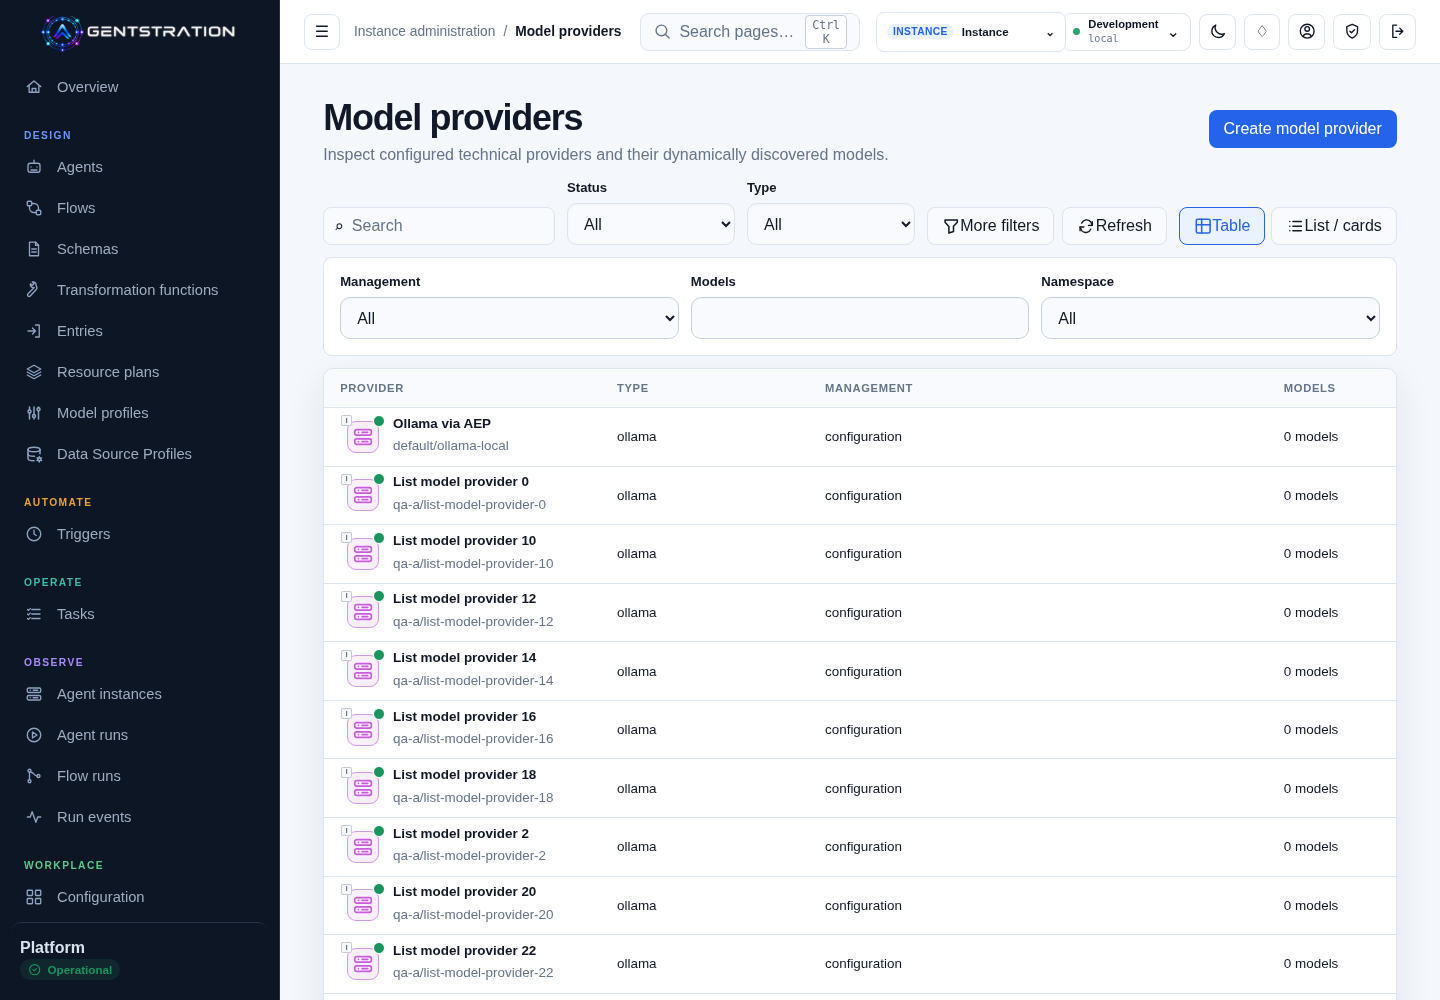 GENTSTRATION
Overview
DESIGN
Agents
Flows
Schemas
Transformation functions
Entries
Resource plans
Model profiles
Data Source Profiles
AUTOMATE
Triggers
OPERATE
Tasks
OBSERVE
Agent instances
Agent runs
Flow runs
Run events
WORKPLACE
Configuration
Platform
Operational
Instance administration / Model providers
Search pages…
Ctrl
K
INSTANCE Instance
Development
local
Model providers
Inspect configured technical providers and their dynamically discovered models.
Create model provider
Search
Status
All
Type
All
More filters
Refresh
Table
List / cards
Management
All
Models
Namespace
All
PROVIDER TYPE MANAGEMENT MODELS
I
Ollama via AEP
default/ollama-local
ollama configuration 0 models
I
List model provider 0
qa-a/list-model-provider-0
ollama configuration 0 models
I
List model provider 10
qa-a/list-model-provider-10
ollama configuration 0 models
I
List model provider 12
qa-a/list-model-provider-12
ollama configuration 0 models
I
List model provider 14
qa-a/list-model-provider-14
ollama configuration 0 models
I
List model provider 16
qa-a/list-model-provider-16
ollama configuration 0 models
I
List model provider 18
qa-a/list-model-provider-18
ollama configuration 0 models
I
List model provider 2
qa-a/list-model-provider-2
ollama configuration 0 models
I
List model provider 20
qa-a/list-model-provider-20
ollama configuration 0 models
I
List model provider 22
qa-a/list-model-provider-22
ollama configuration 0 models